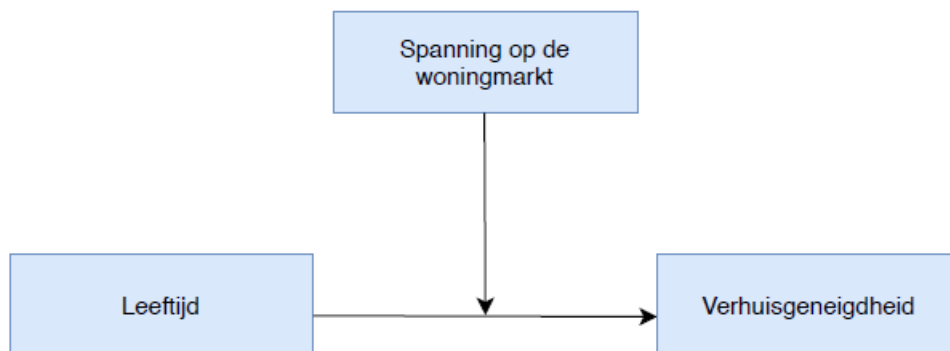 Spanning op de
woningmarkt
Leeftijd
Verhuisgeneigdheid